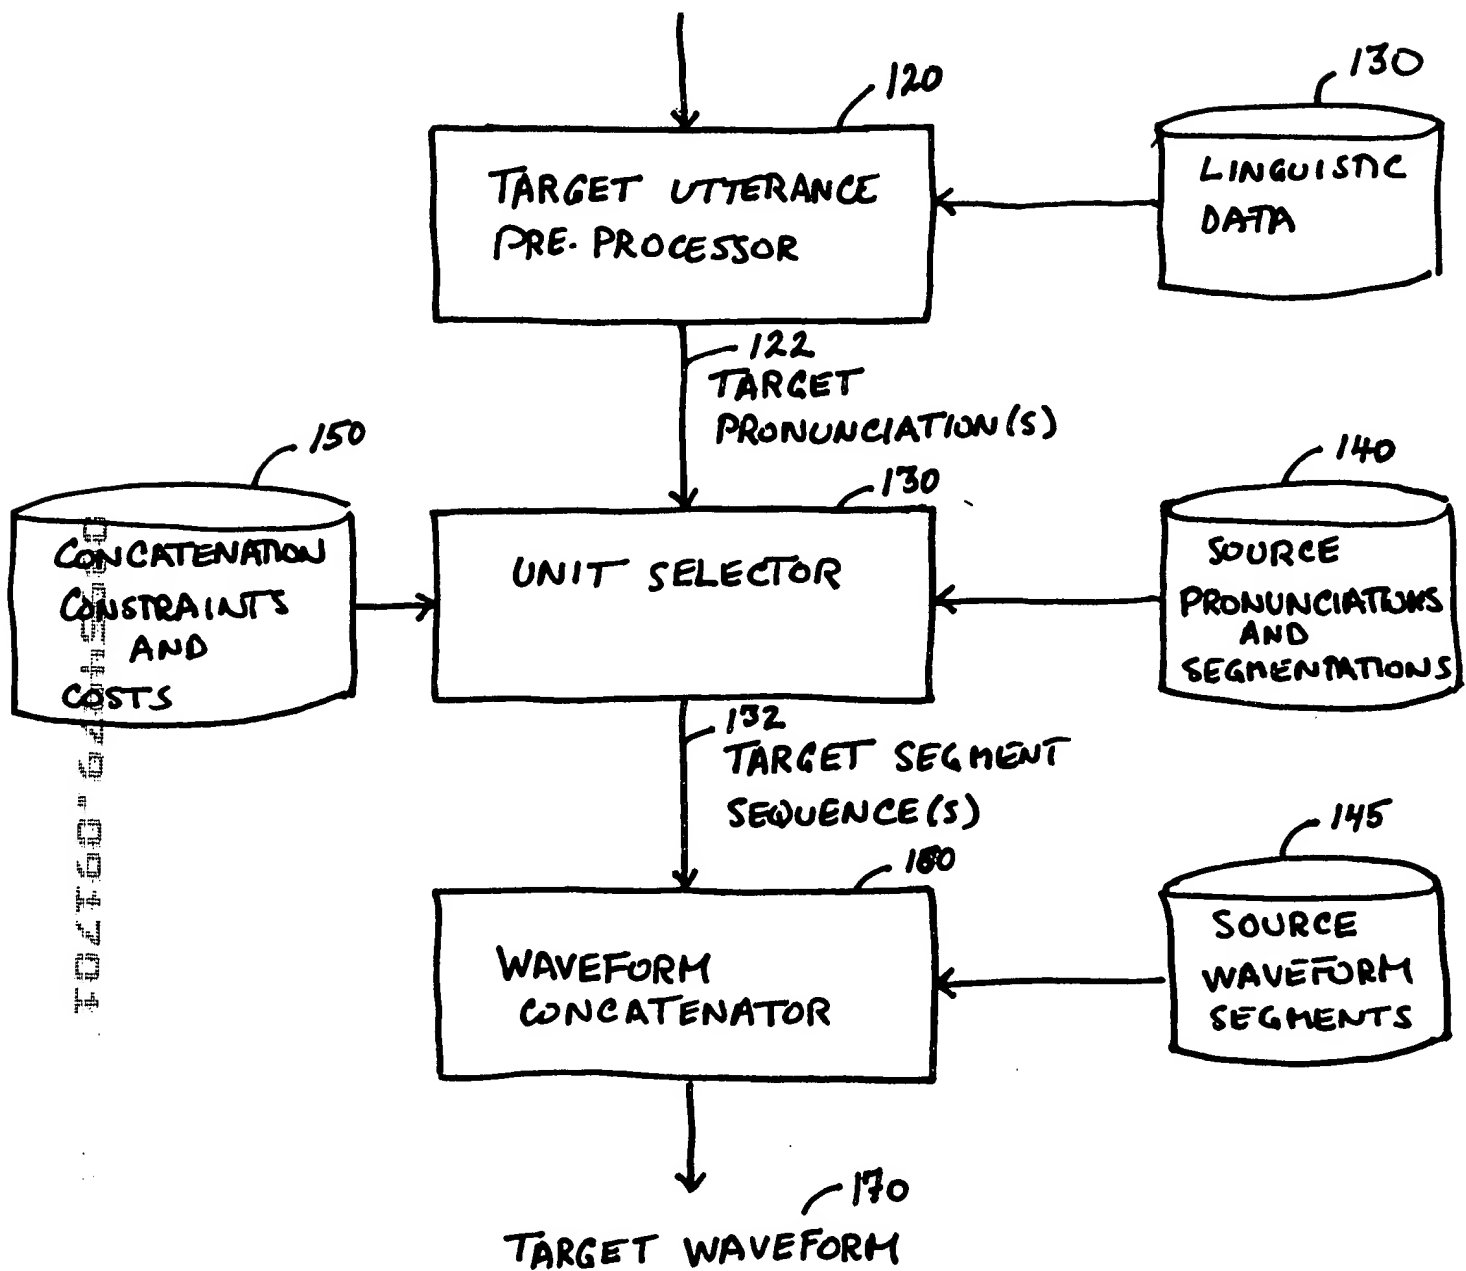 120
130
TARGET UTTERANCE
PRE-PROCESSOR
LINGUISTIC
DATA
122
TARGET
PRONUNCIATION(S)
150
130
140
CONCATENATION
CONSTRAINTS
AND
COSTS
UNIT SELECTOR
SOURCE
PRONUNCIATIONS
AND
SEGMENTATIONS
132
TARGET SEGMENT
SEQUENCE(S)
160
145
WAVEFORM
CONCATENATOR
SOURCE
WAVEFORM
SEGMENTS
170
TARGET WAVEFORM